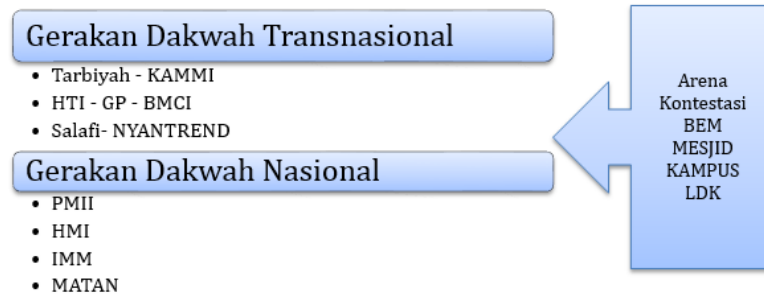 Gerakan Dakwah Transnasional
• Tarbiyah - KAMMI
• HTI - GP - BMCI
• Salafi- NYANTREND
Gerakan Dakwah Nasional
• PMII
• HMI
• IMM
• MATAN
Arena
Kontestasi
BEM
MESJID
KAMPUS
LDK